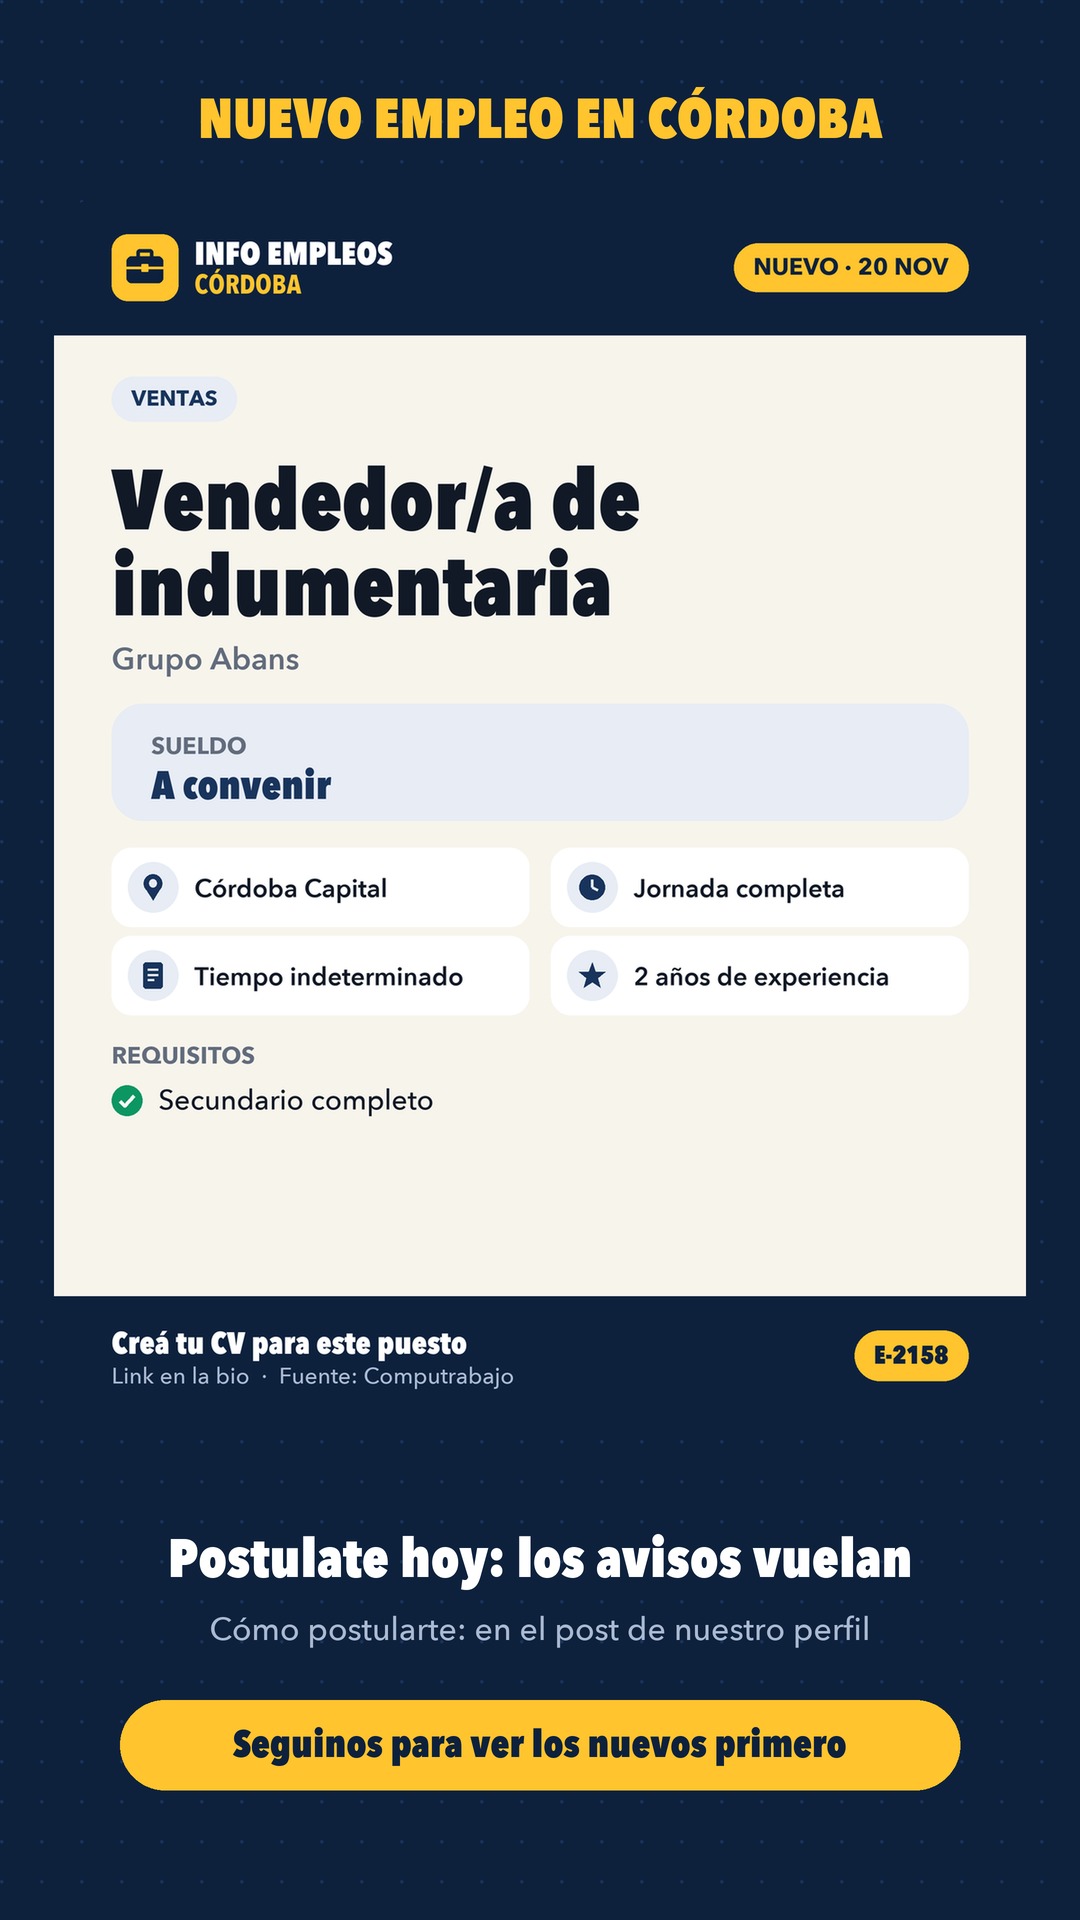 NUEVO EMPLEO EN CÓRDOBA
INFO EMPLEOS
CÓRDOBA
NUEVO · 20 NOV
VENTAS
Vendedor/a de
indumentaria
Grupo Abans
SUELDO
A convenir
Córdoba Capital
Jornada completa
Tiempo indeterminado
2 años de experiencia
REQUISITOS
Secundario completo
Creá tu CV para este puesto
Link en la bio · Fuente: Computrabajo
E-2158
Postulate hoy: los avisos vuelan
Cómo postularte: en el post de nuestro perfil
Seguinos para ver los nuevos primero